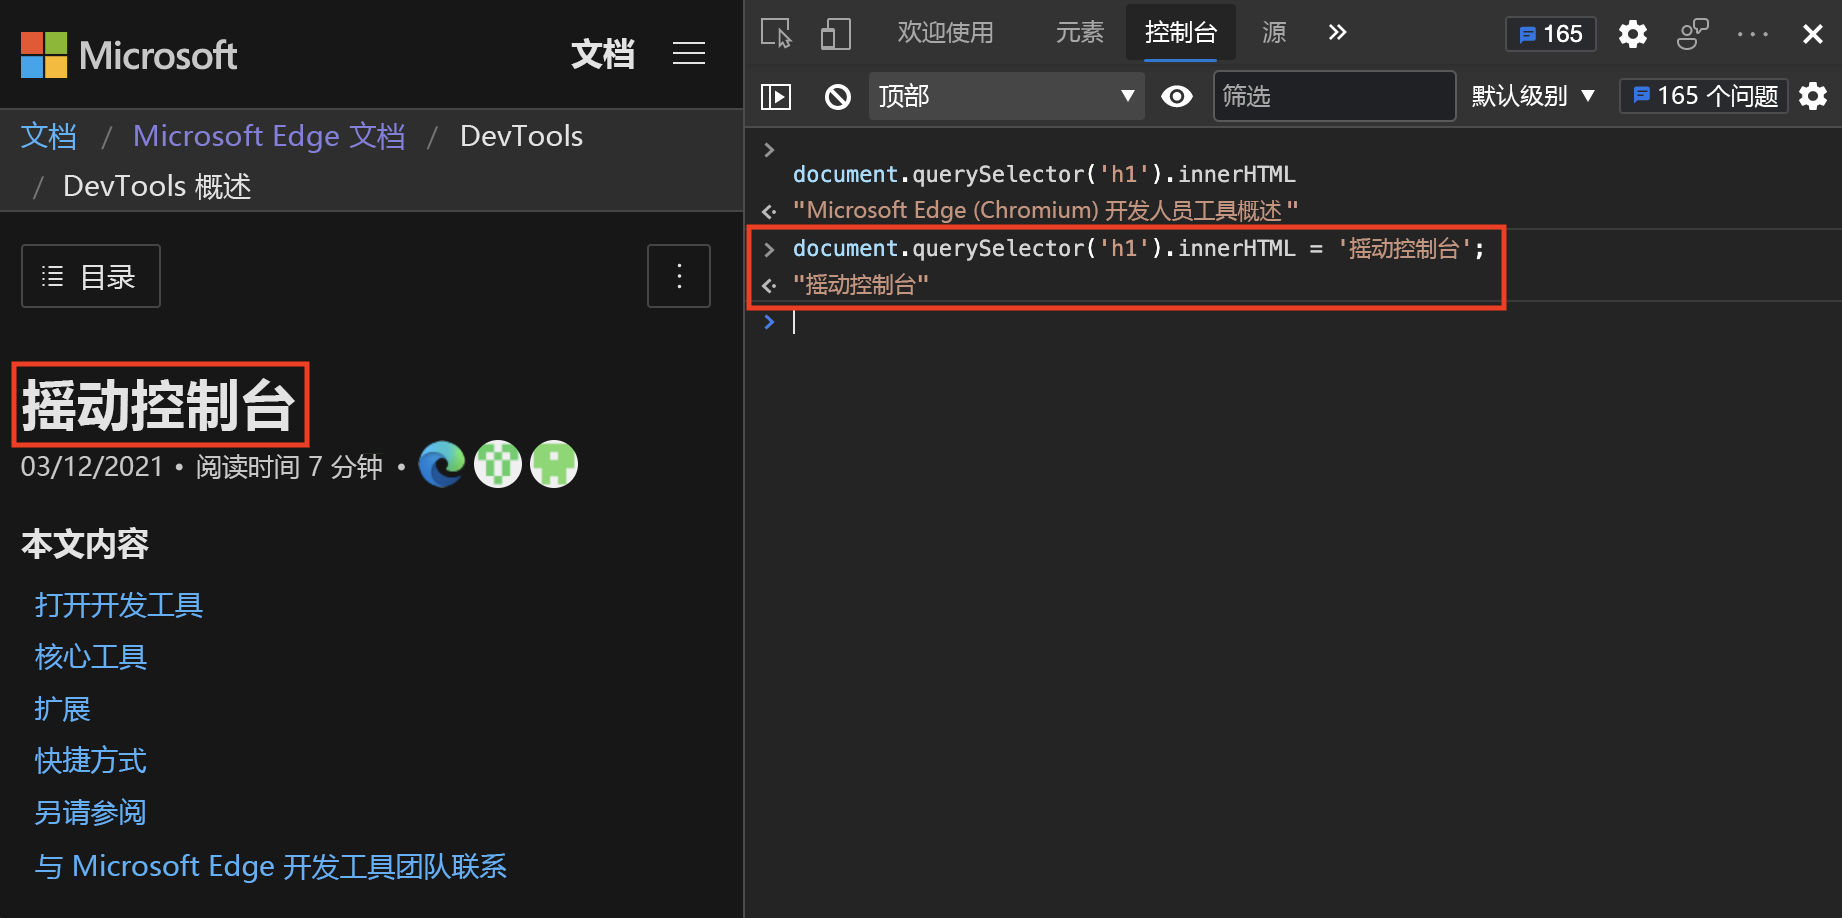 Microsoft
文档
文档 / Microsoft Edge 文档 / DevTools
/ DevTools 概述
目录
摇动控制台
03/12/2021 • 阅读时间 7 分钟 •
本文内容
打开开发工具
核心工具
扩展
快捷方式
另请参阅
与 Microsoft Edge 开发工具团队联系
欢迎使用 元素 控制台 源 165
顶部 筛选 默认级别 165 个问题
document.querySelector('h1').innerHTML
"Microsoft Edge (Chromium) 开发人员工具概述 "
document.querySelector('h1').innerHTML = '摇动控制台';
"摇动控制台"